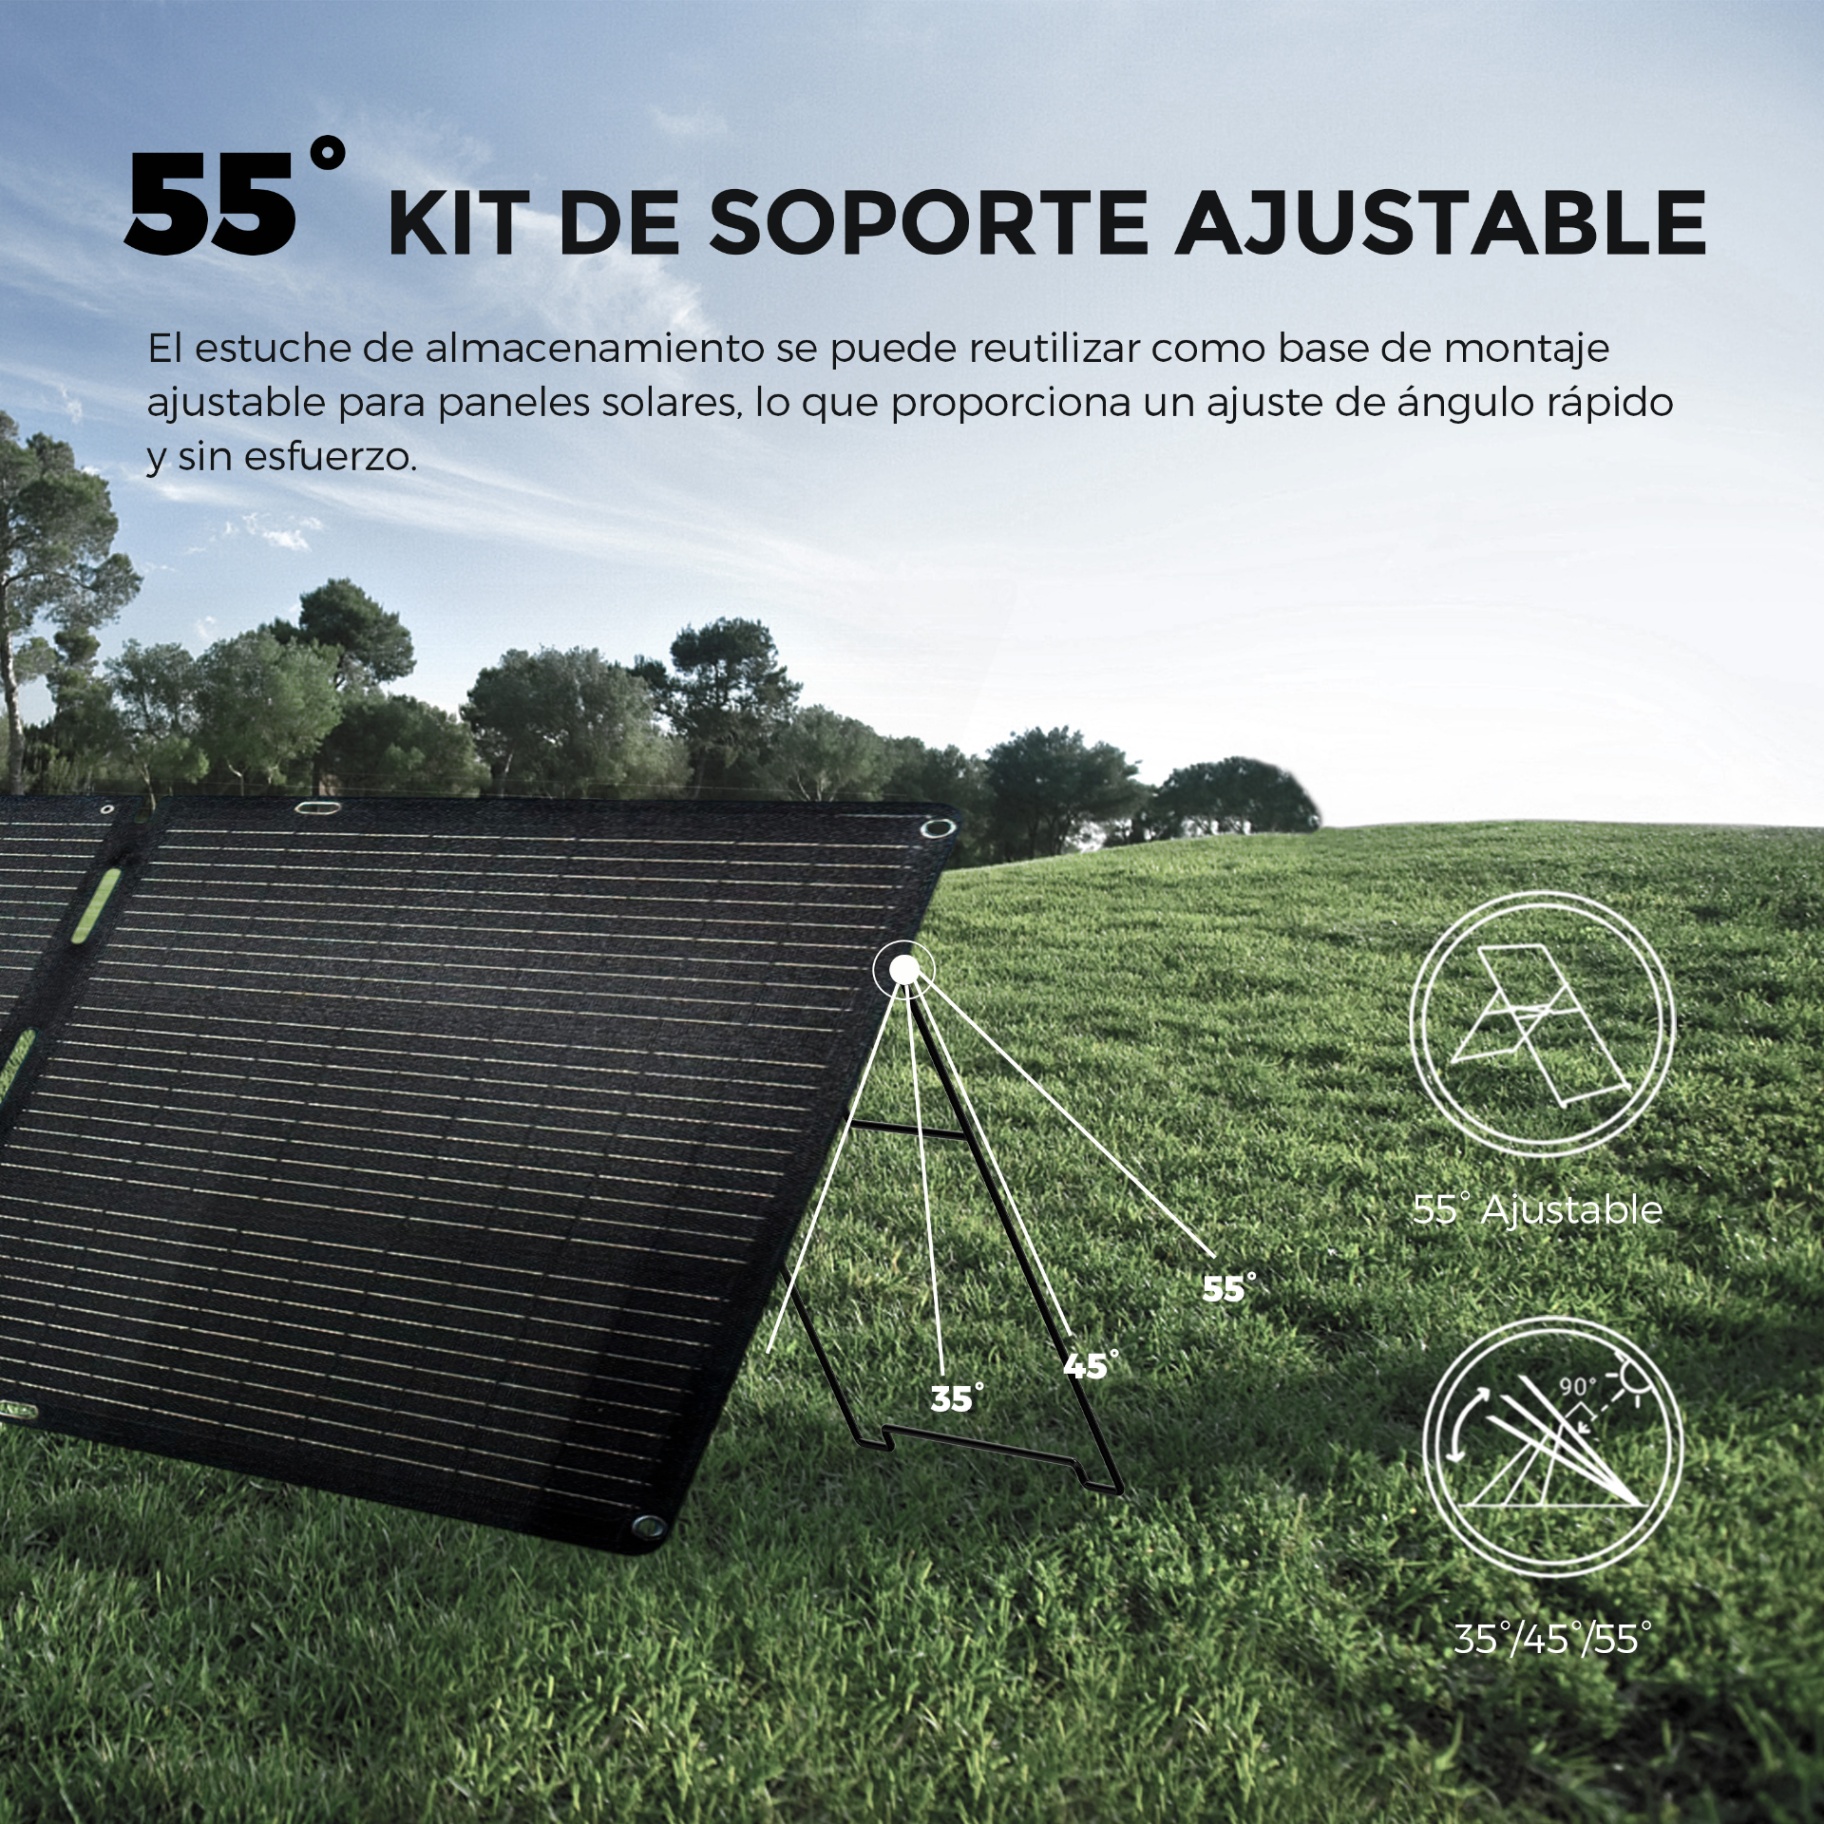 55° KIT DE SOPORTE AJUSTABLE
El estuche de almacenamiento se puede reutilizar como base de montaje
ajustable para paneles solares, lo que proporciona un ajuste de ángulo rápido
y sin esfuerzo.
55° Ajustable
55°
45°
35°
90°
35°/45°/55°